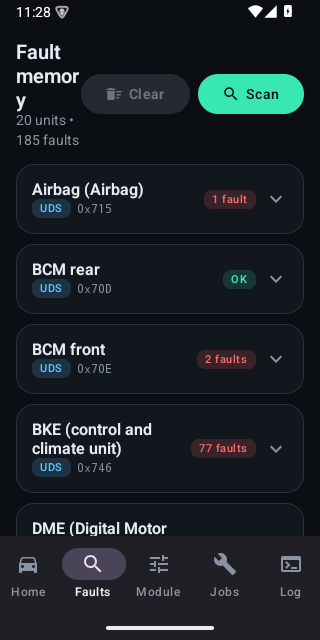 11:28
Fault
memor
y
20 units •
185 faults
Clear
Scan
Airbag (Airbag)
UDS 0x715
1 fault
BCM rear
UDS 0x70D
OK
BCM front
UDS 0x70E
2 faults
BKE (control and
climate unit)
UDS 0x746
77 faults
DME (Digital Motor
Home Faults Module Jobs Log